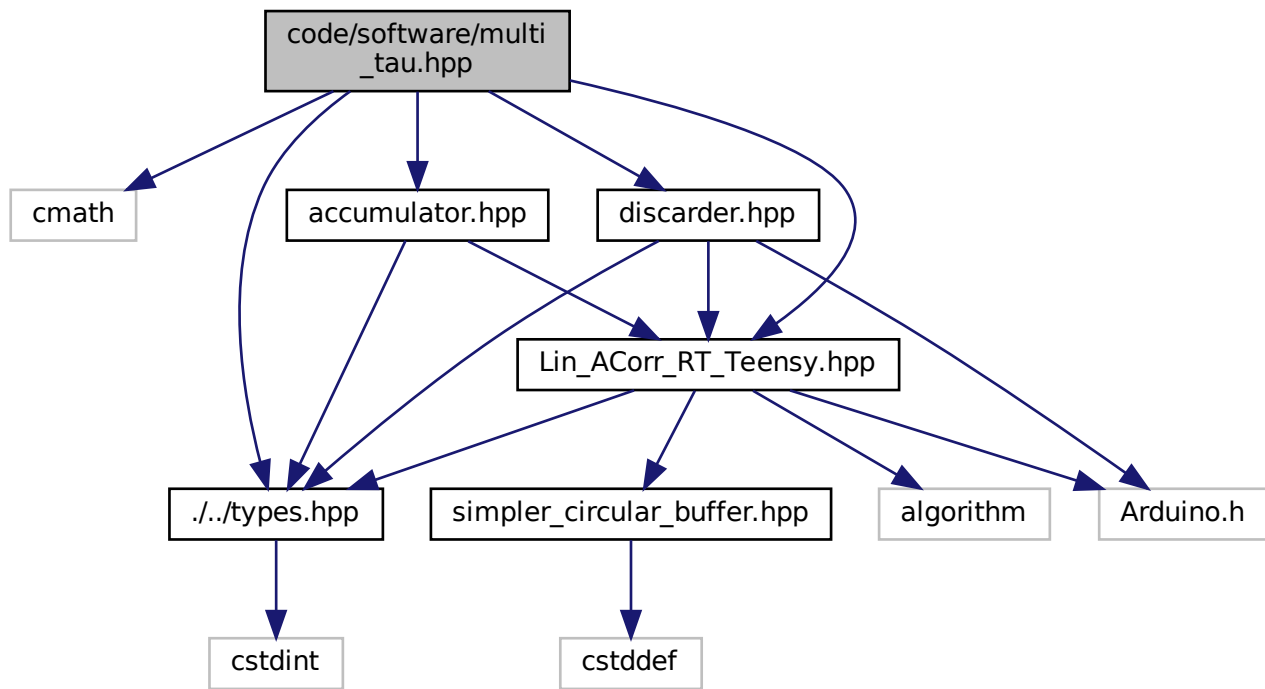 code/software/multi
_tau.hpp
cmath
accumulator.hpp
discarder.hpp
Lin_ACorr_RT_Teensy.hpp
./../types.hpp
simpler_circular_buffer.hpp
algorithm
Arduino.h
cstdint
cstddef